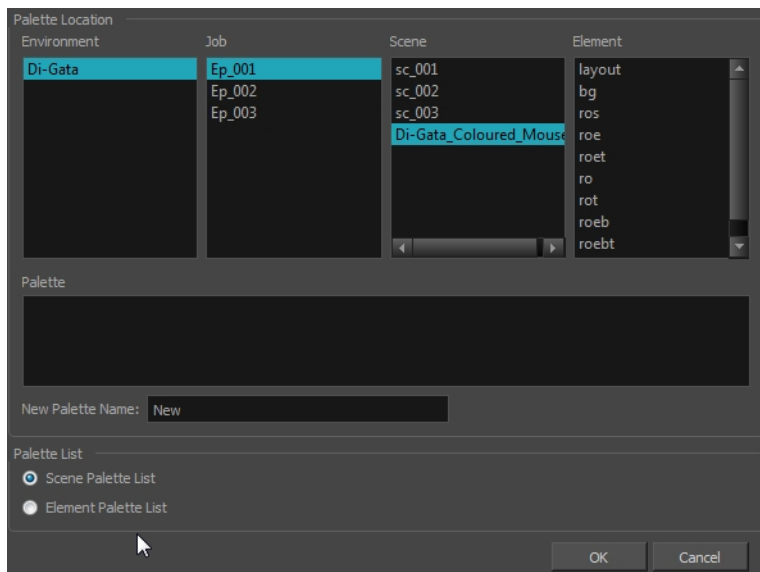 Palette Location
Environment Job Scene Element
Di-Gata Ep_001 sc_001 layout
Ep_002 sc_002 bg
Ep_003 sc_003 ros
Di-Gata_Coloured_Mouse roe
roet
ro
rot
roeb
roebt
Palette
New Palette Name: New
Palette List
Scene Palette List
Element Palette List
OK Cancel